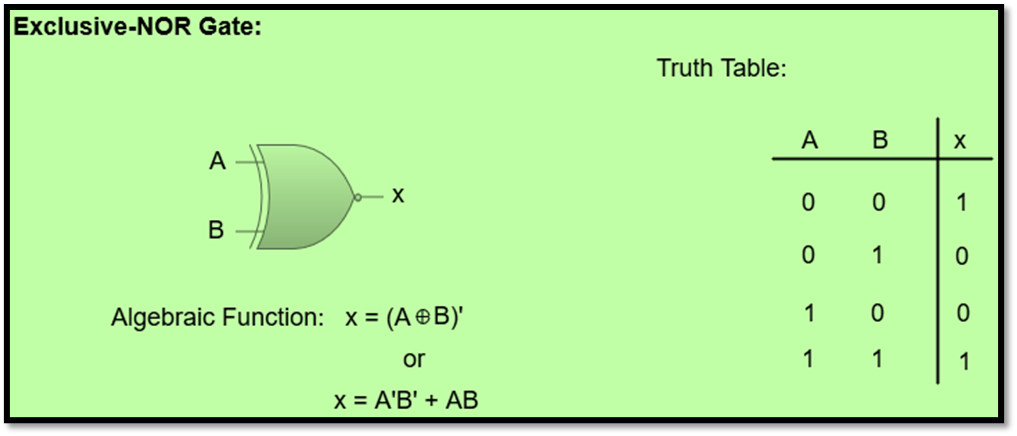 Exclusive-NOR Gate:
Truth Table:
A B x
A
x
B
0 0 1
0 1 0
1 0 0
1 1 1
Algebraic Function: x = (A⊕B)'
or
x = A'B' + AB